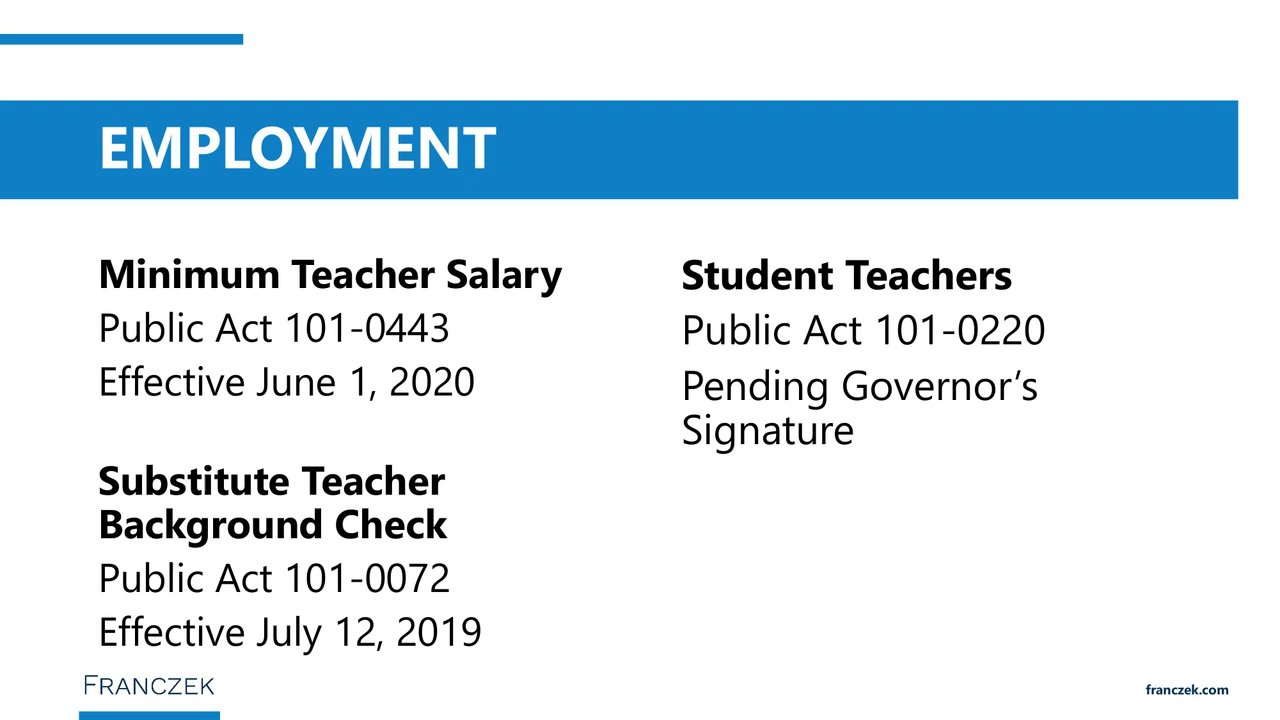 EMPLOYMENT
Minimum Teacher Salary
Public Act 101-0443
Effective June 1, 2020
Substitute Teacher
Background Check
Public Act 101-0072
Effective July 12, 2019
Student Teachers
Public Act 101-0220
Pending Governor’s
Signature
FRANCZEK
franczek.com